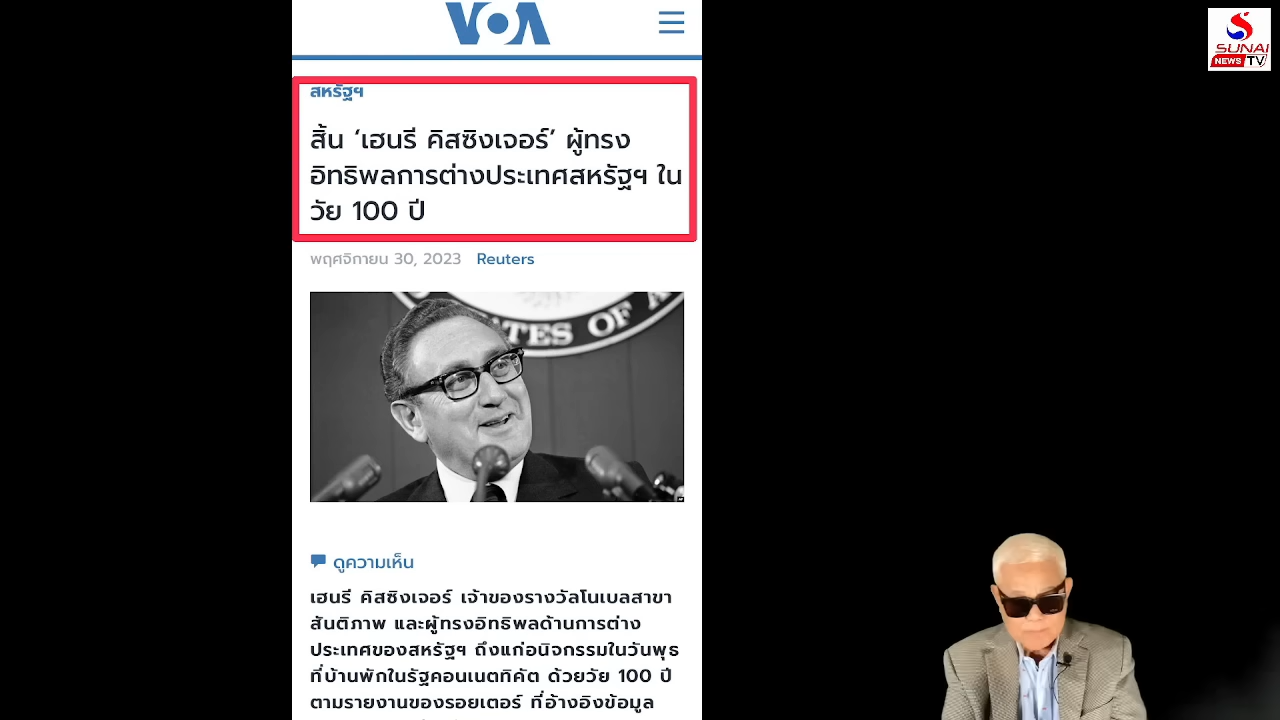 VOA
SUNAI
NEWS TV
สหรัฐฯ
สิ้น ‘เฮนรี คิสซิงเจอร์’ ผู้ทรง
อิทธิพลการต่างประเทศสหรัฐฯ ใน
วัย 100 ปี
พฤศจิกายน 30, 2023 Reuters
TES OF A
ดูความเห็น
เฮนรี คิสซิงเจอร์ เจ้าของรางวัลโนเบลสาขา
สันติภาพ และผู้ทรงอิทธิพลด้านการต่าง
ประเทศของสหรัฐฯ ถึงแก่อนิจกรรมในวันพุธ
ที่บ้านพักในรัฐคอนเนตทิคัต ด้วยวัย 100 ปี
ตามรายงานของรอยเตอร์ ที่อ้างอิงข้อมูล